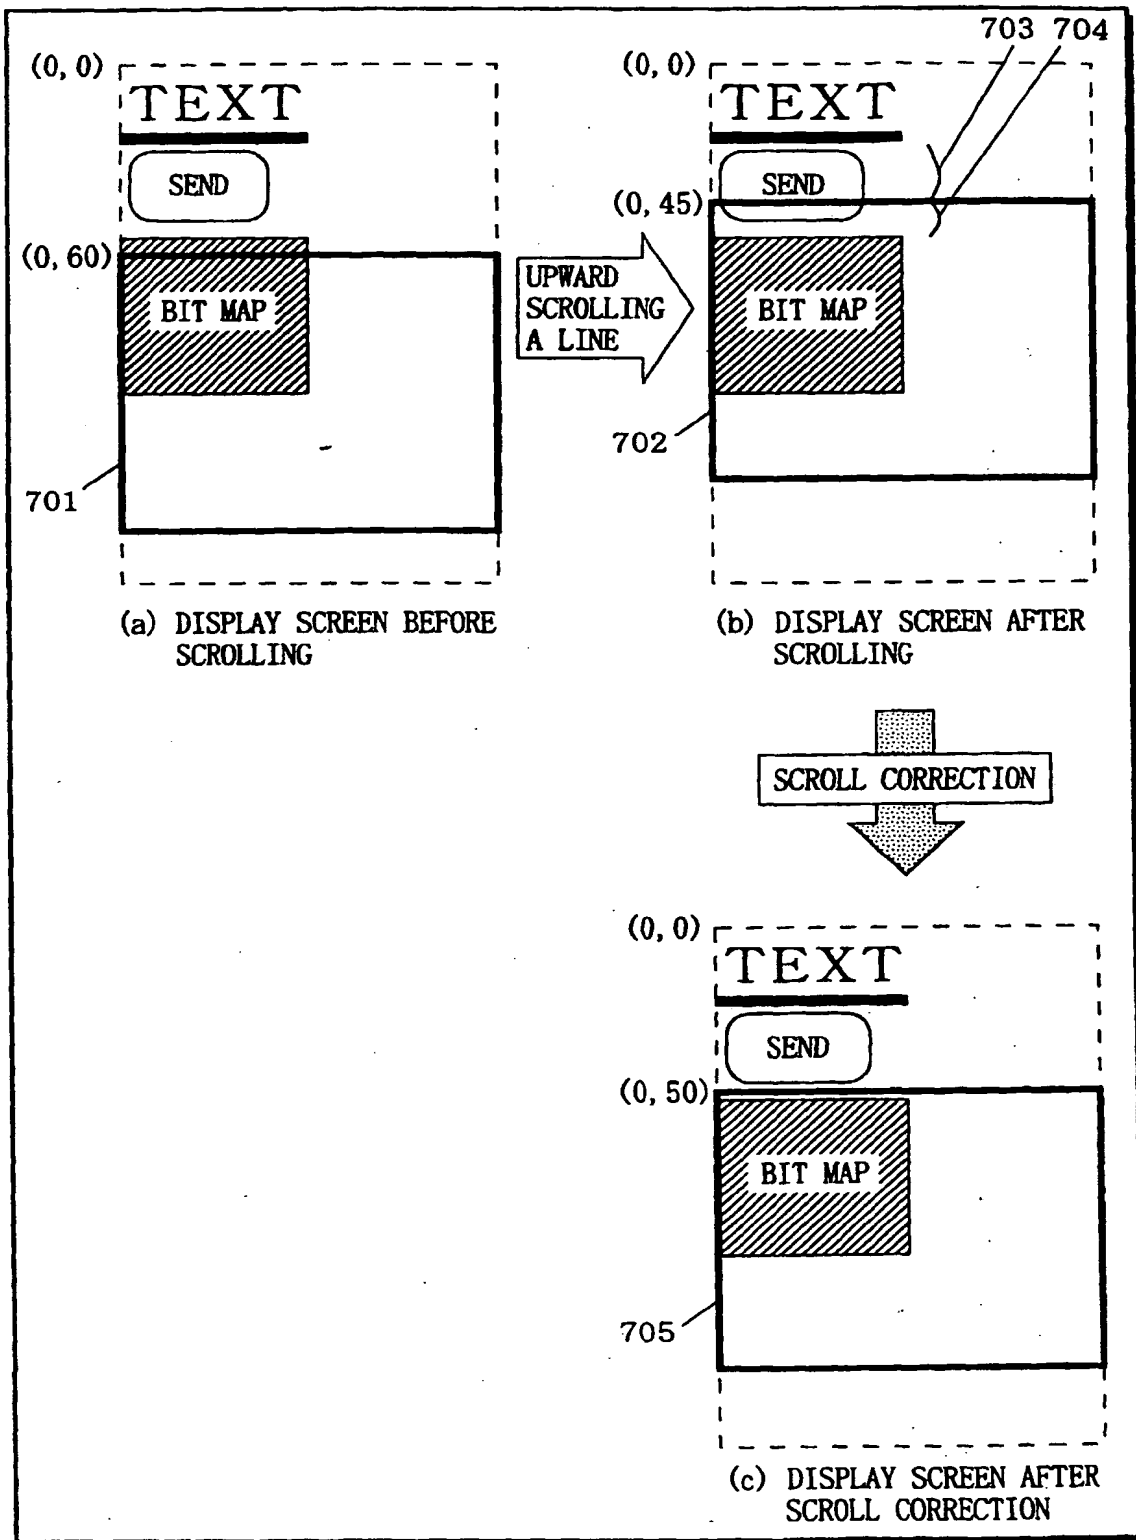 703 704
(0, 0)
TEXT
SEND
(0, 60)
BIT MAP
701
(a) DISPLAY SCREEN BEFORE
SCROLLING
UPWARD
SCROLLING
A LINE
(0, 0)
TEXT
SEND
(0, 45)
BIT MAP
702
(b) DISPLAY SCREEN AFTER
SCROLLING
SCROLL CORRECTION
(0, 0)
TEXT
SEND
(0, 50)
BIT MAP
705
(c) DISPLAY SCREEN AFTER
SCROLL CORRECTION